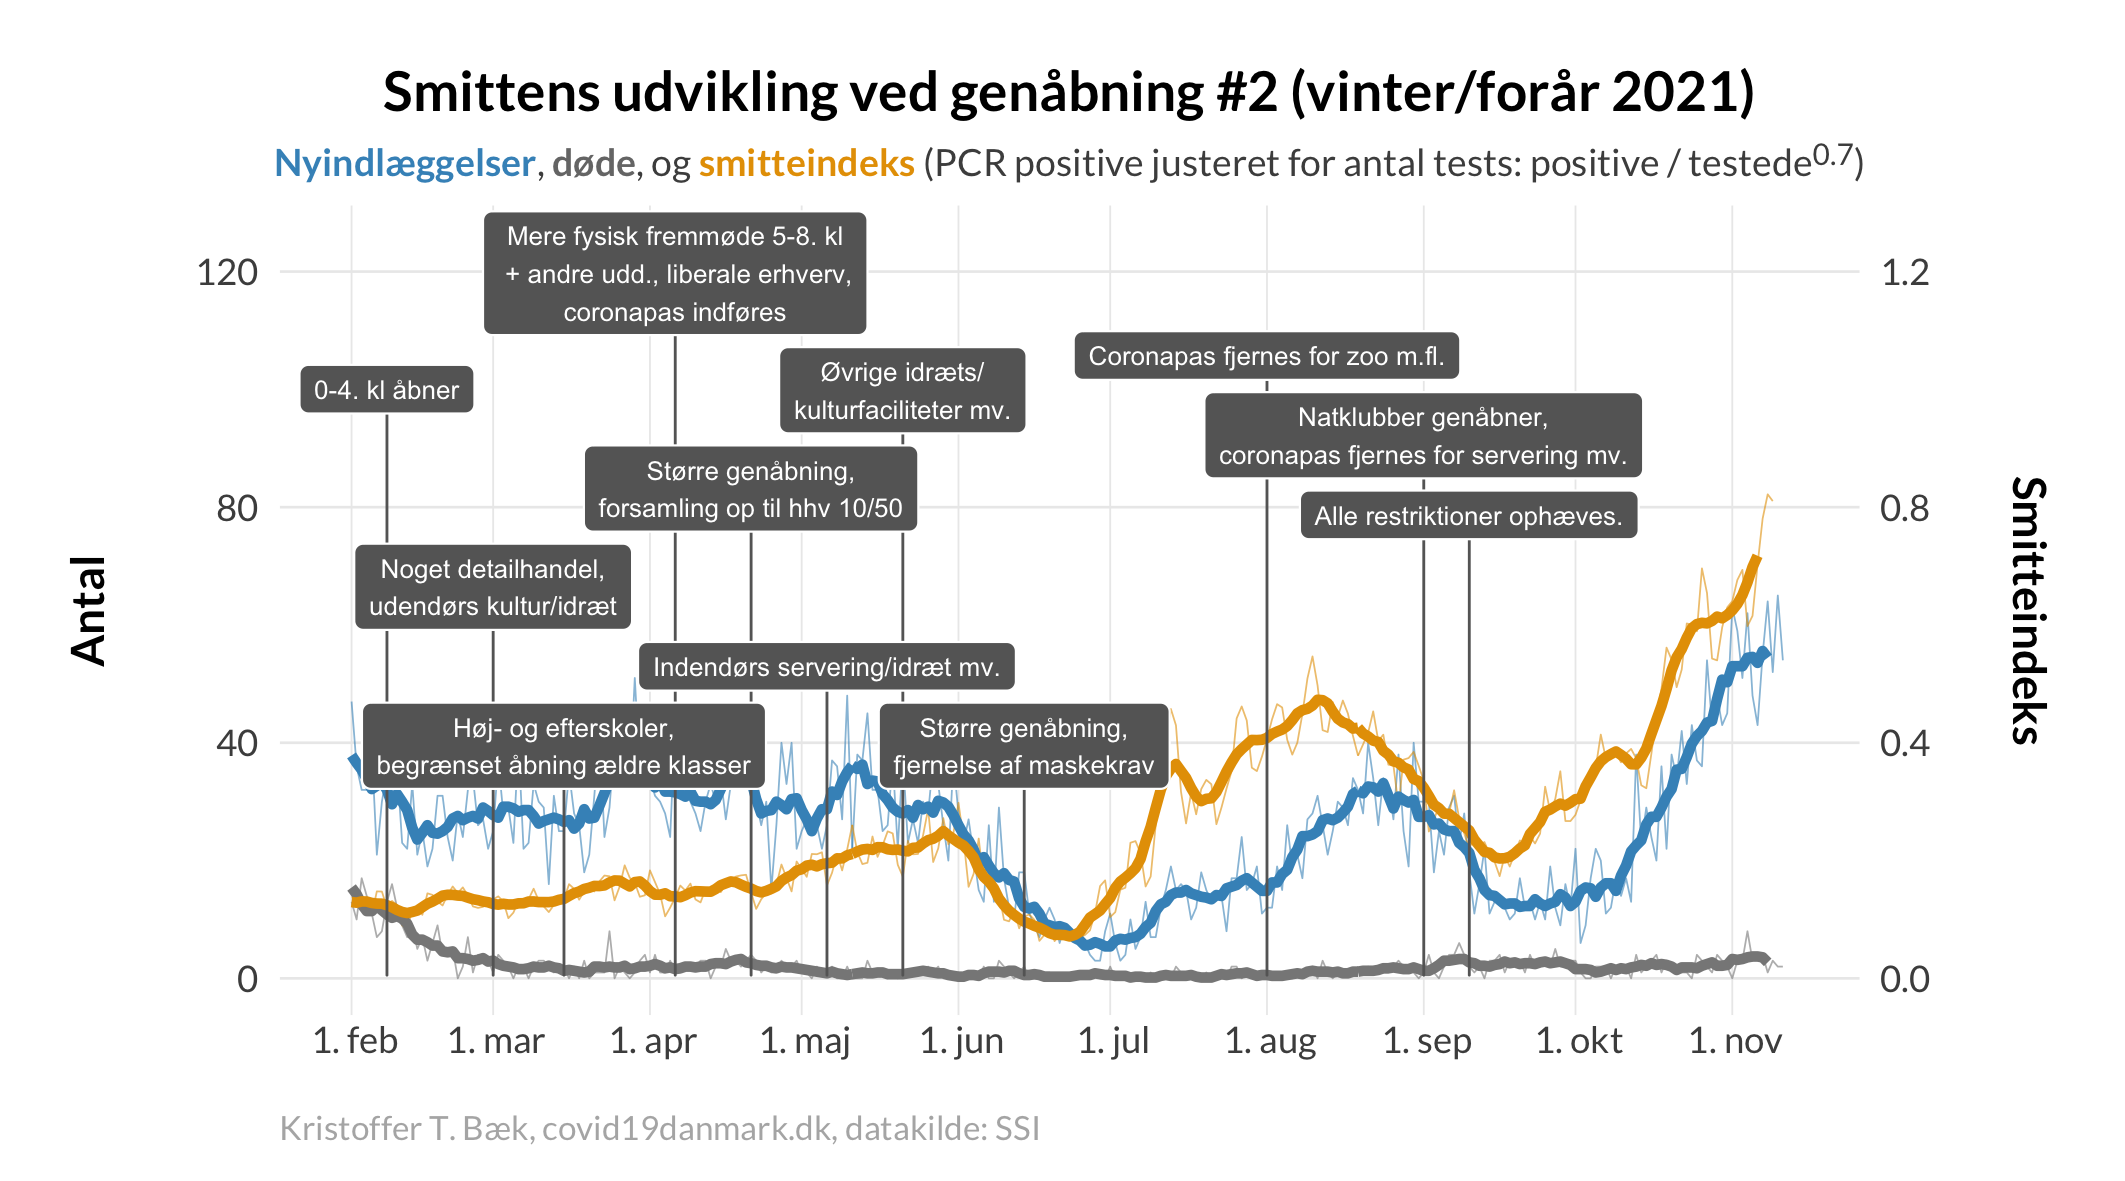 Smittens udvikling ved genåbning #2 (vinter/forår 2021)
Nyindlæggelser, døde, og smitteindeks (PCR positive justeret for antal tests: positive / testede^0.7)
Mere fysisk fremmøde 5-8. kl
+ andre udd., liberale erhverv,
coronapas indføres
120
1.2
Coronapas fjernes for zoo m.fl.
Øvrige idræts/
kulturfaciliteter mv.
0-4. kl åbner
Natklubber genåbner,
coronapas fjernes for servering mv.
Større genåbning,
forsamling op til hhv 10/50
80
0.8
Alle restriktioner ophæves.
Noget detailhandel,
udendørs kultur/idræt
Antal
Smitteindeks
Indendørs servering/idræt mv.
Høj- og efterskoler,
begrænset åbning ældre klasser
Større genåbning,
fjernelse af maskekrav
40
0.4
0
0.0
1. feb
1. mar
1. apr
1. maj
1. jun
1. jul
1. aug
1. sep
1. okt
1. nov
Kristoffer T. Bæk, covid19danmark.dk, datakilde: SSI